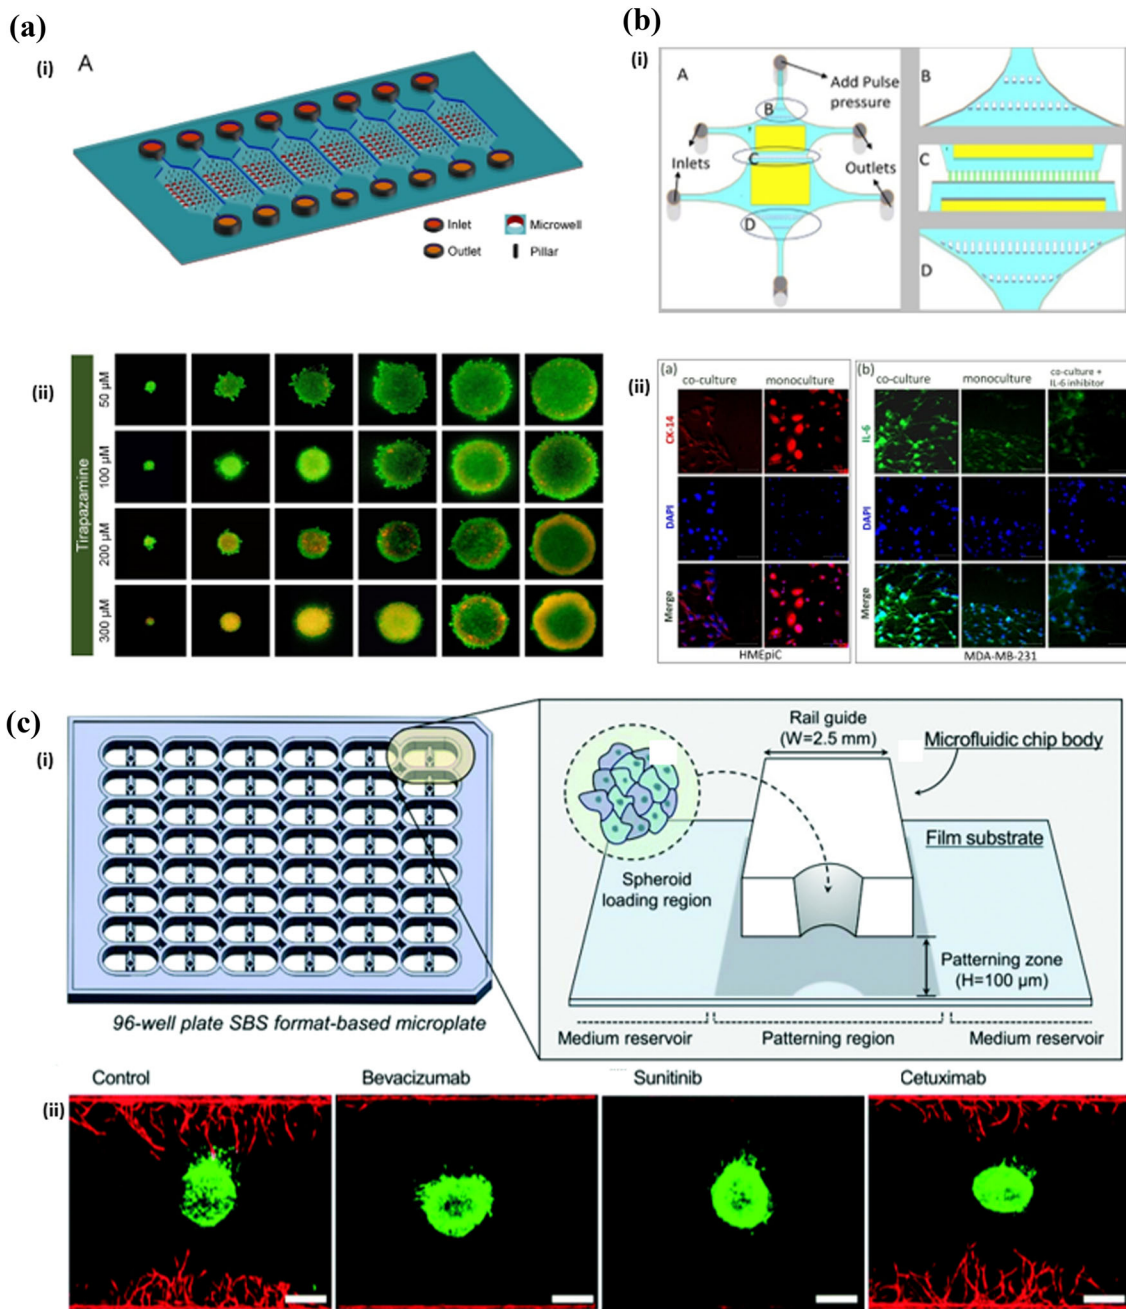 (a)
(i)
A
Inlet
Microwell
Outlet
Pillar
(ii)
Tirapazamine
50 µM
100 µM
200 µM
300 µM
(b)
(i)
A
Add Pulse
pressure
B
Inlets
C
Outlets
D
B
C
D
(ii)
(a)
co-culture
monoculture
CK-14
DAPI
Merge
HMEpiC
(b)
co-culture
monoculture
co-culture +
IL-6 inhibitor
IL-6
DAPI
Merge
MDA-MB-231
(c)
(i)
96-well plate SBS format-based microplate
Rail guide
(W=2.5 mm)
Microfluidic chip body
Film substrate
Spheroid
loading region
Patterning zone
(H=100 µm)
Medium reservoir
Patterning region
Medium reservoir
(ii)
Control
Bevacizumab
Sunitinib
Cetuximab